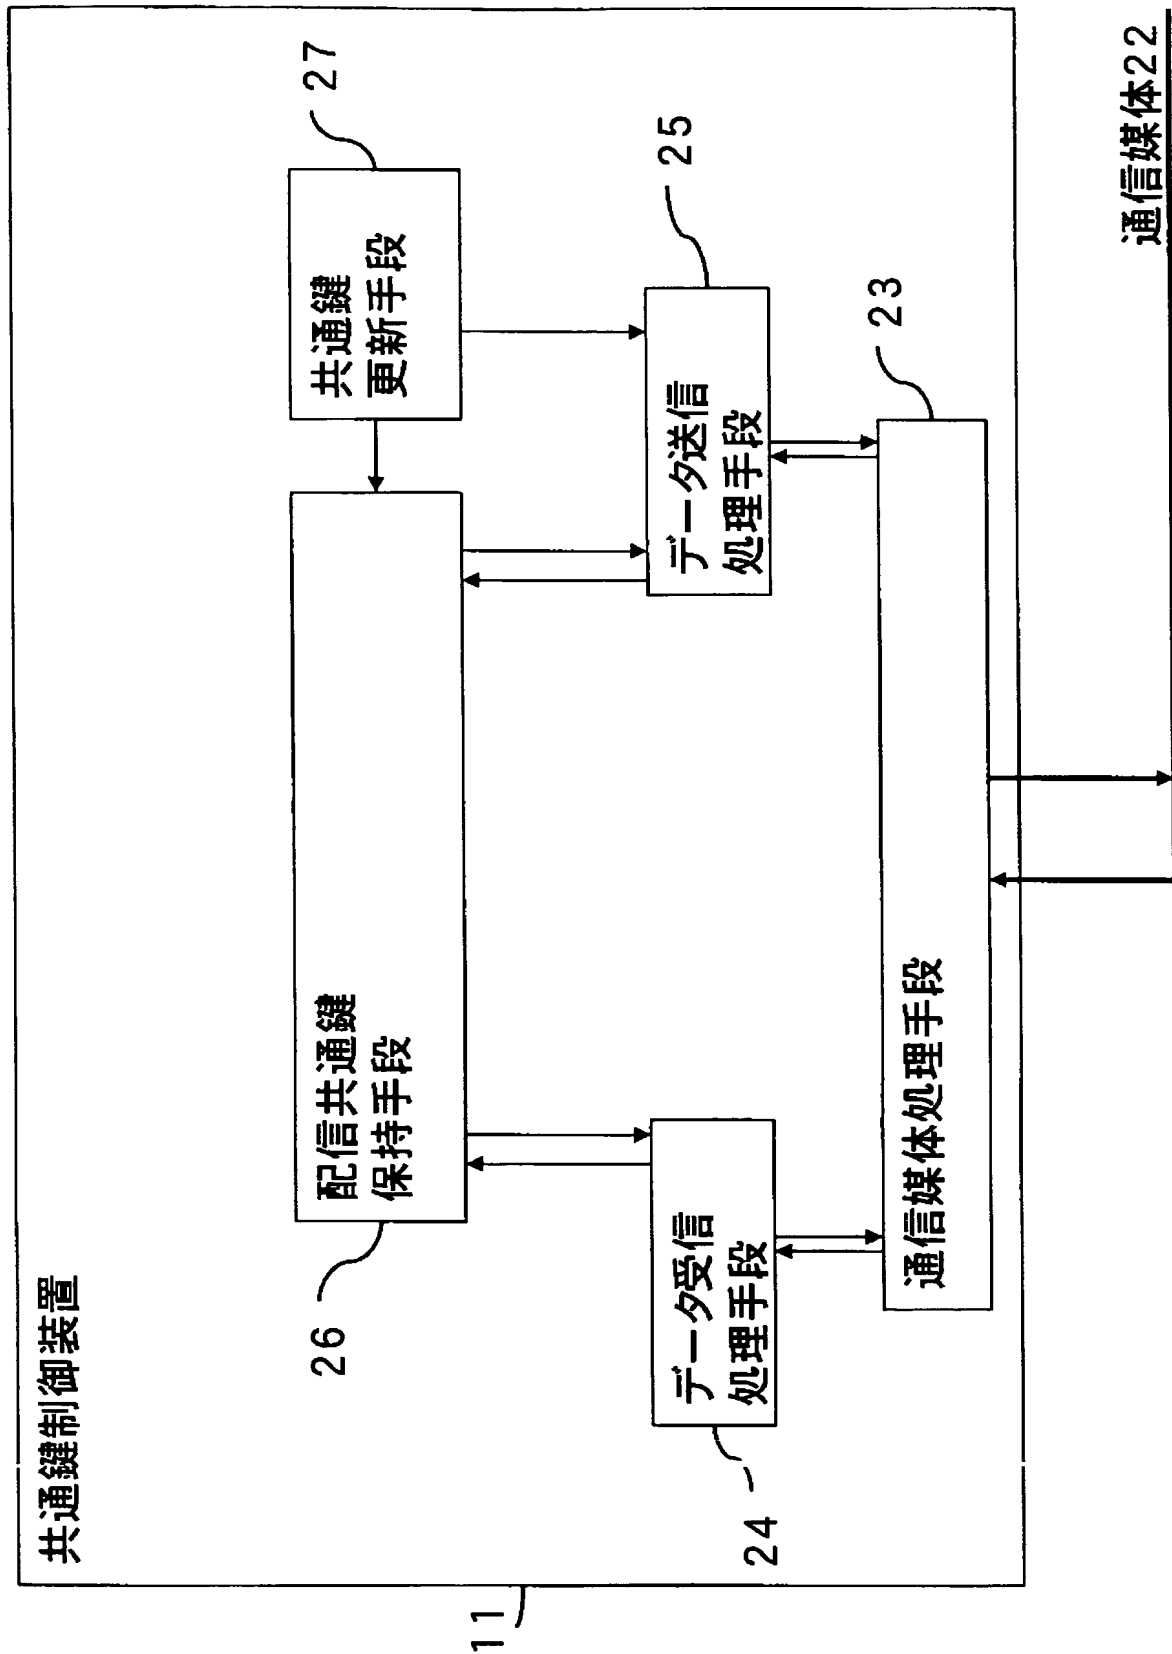 共通鍵制御装置
11
26
配信共通鍵
保持手段
共通鍵
更新手段
27
24
データ受信
処理手段
データ送信
処理手段
25
通信媒体処理手段
23
通信媒体22